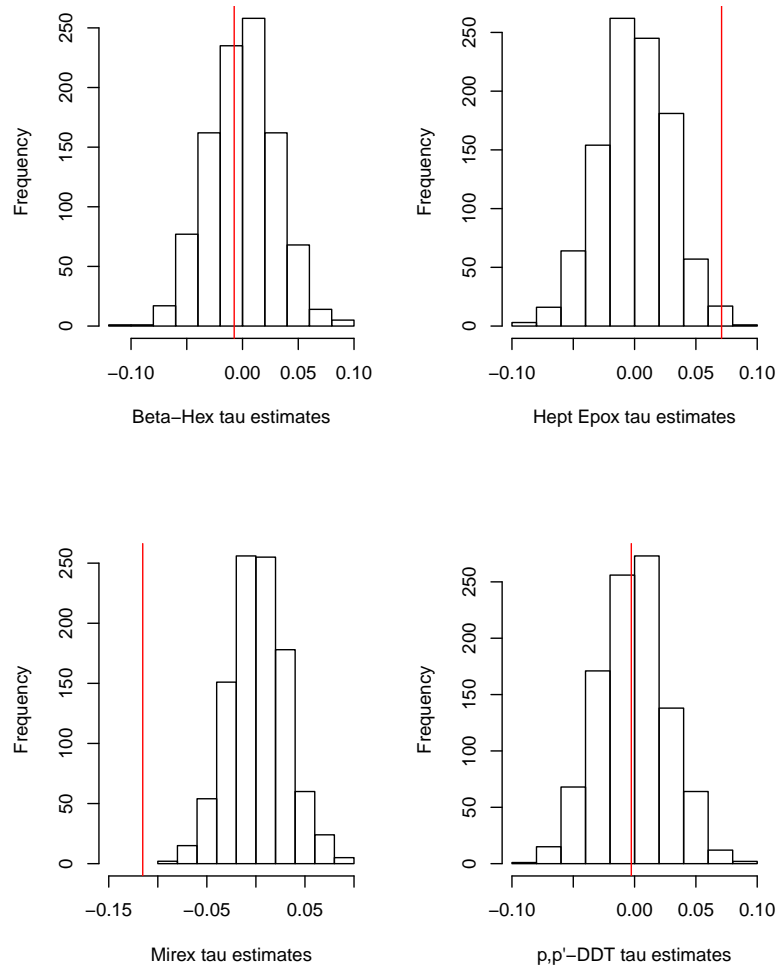 Frequency
0 50 100 150 200 250
−0.10 0.00 0.05 0.10
Beta−Hex tau estimates
Frequency
0 50 100 150 200 250
−0.10 0.00 0.05 0.10
Hept Epox tau estimates
Frequency
0 50 100 150 200 250
−0.15 −0.05 0.05
Mirex tau estimates
Frequency
0 50 100 150 200 250
−0.10 0.00 0.05 0.10
p,p'−DDT tau estimates